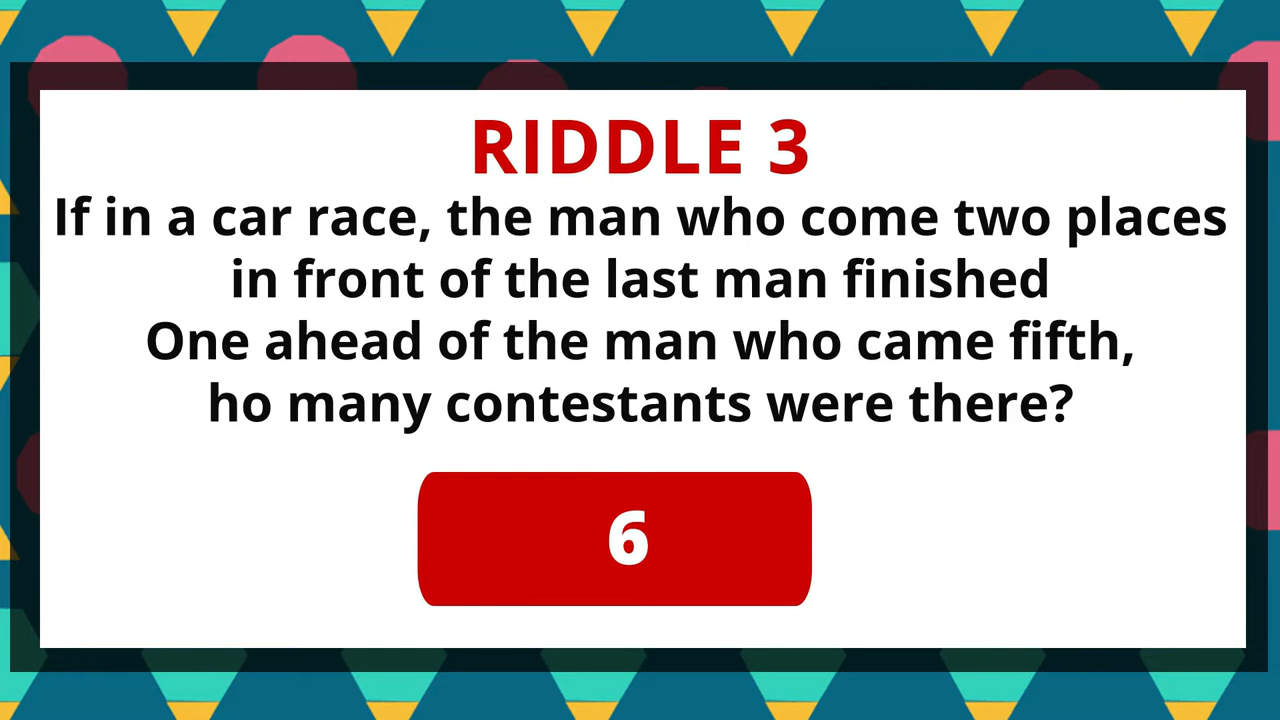 RIDDLE 3
If in a car race, the man who come two places
in front of the last man finished
One ahead of the man who came fifth,
ho many contestants were there?
6